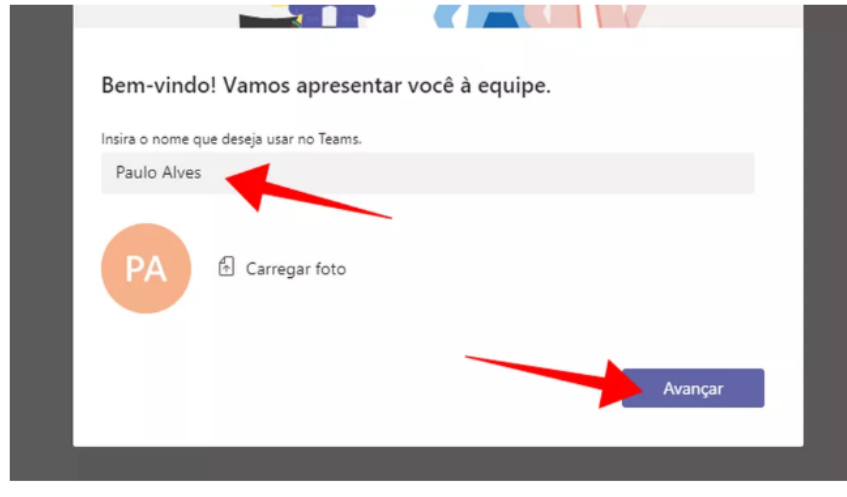 Bem-vindo! Vamos apresentar você à equipe.
Insira o nome que deseja usar no Teams.
Paulo Alves
PA
Carregar foto
Avançar